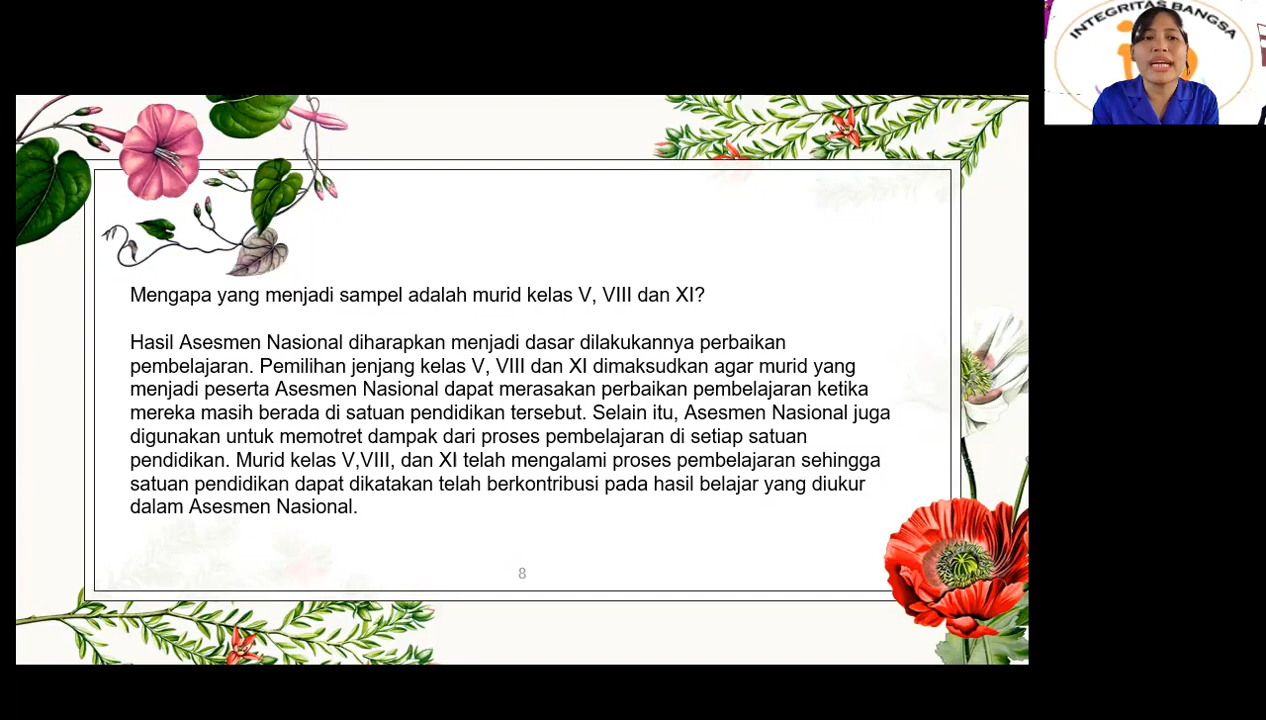 INTEGRITAS BANGSA
Mengapa yang menjadi sampel adalah murid kelas V, VIII dan XI?
Hasil Asesmen Nasional diharapkan menjadi dasar dilakukannya perbaikan
pembelajaran. Pemilihan jenjang kelas V, VIII dan XI dimaksudkan agar murid yang
menjadi peserta Asesmen Nasional dapat merasakan perbaikan pembelajaran ketika
mereka masih berada di satuan pendidikan tersebut. Selain itu, Asesmen Nasional juga
digunakan untuk memotret dampak dari proses pembelajaran di setiap satuan
pendidikan. Murid kelas V,VIII, dan XI telah mengalami proses pembelajaran sehingga
satuan pendidikan dapat dikatakan telah berkontribusi pada hasil belajar yang diukur
dalam Asesmen Nasional.
8